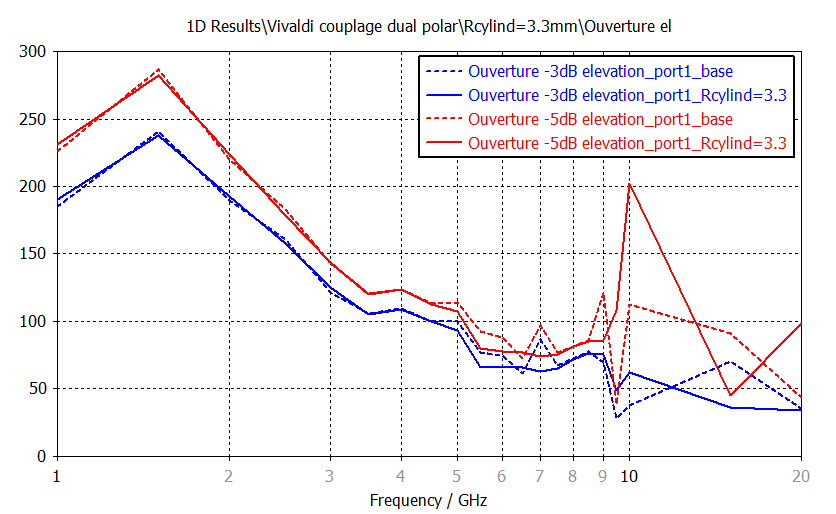 1D Results\Vivaldi couplage dual polar\Rcylind=3.3mm\Ouverture el
300
Ouverture -3dB elevation_port1_base
Ouverture -3dB elevation_port1_Rcylind=3.3
250
Ouverture -5dB elevation_port1_base
Ouverture -5dB elevation_port1_Rcylind=3.3
200
150
100
50
0
1 2 3 4 5 6 7 8 9 10 20
Frequency / GHz